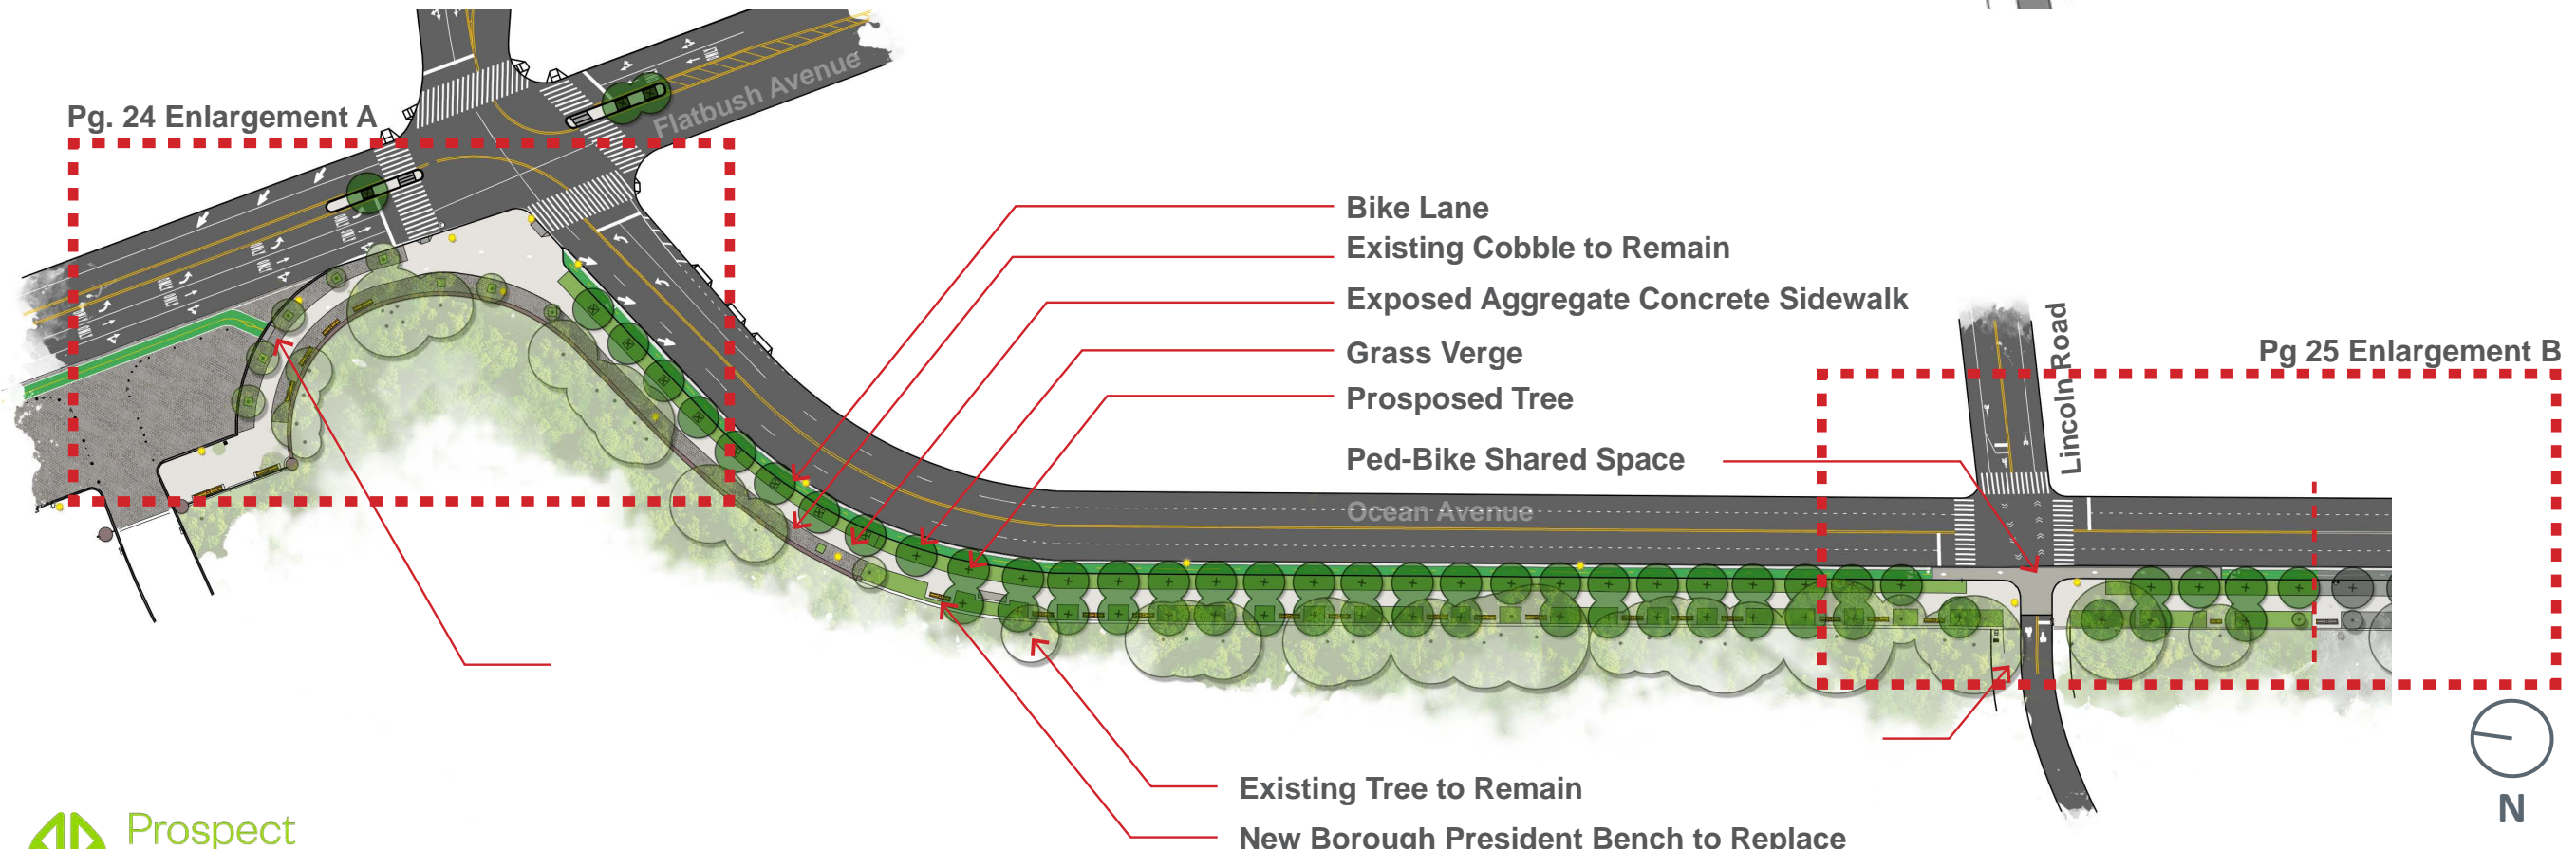 Pg. 24 Enlargement A
Flatbush Avenue
Bike Lane
Existing Cobble to Remain
Exposed Aggregate Concrete Sidewalk
Grass Verge
Prosposed Tree
Ped-Bike Shared Space
Lincoln Road
Pg 25 Enlargement B
Ocean Avenue
Existing Tree to Remain
New Borough President Bench to Replace
N
Prospect